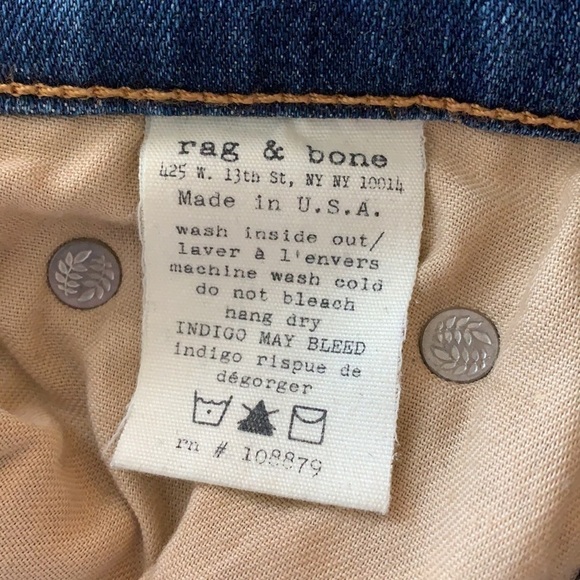 rag & bone
425 W. 13th St, NY NY 10014
Made in U.S.A.
wash inside out/
laver à l'envers
machine wash cold
do not bleach
hang dry
INDIGO MAY BLEED
indigo rispue de
dégorger
rn # 108879